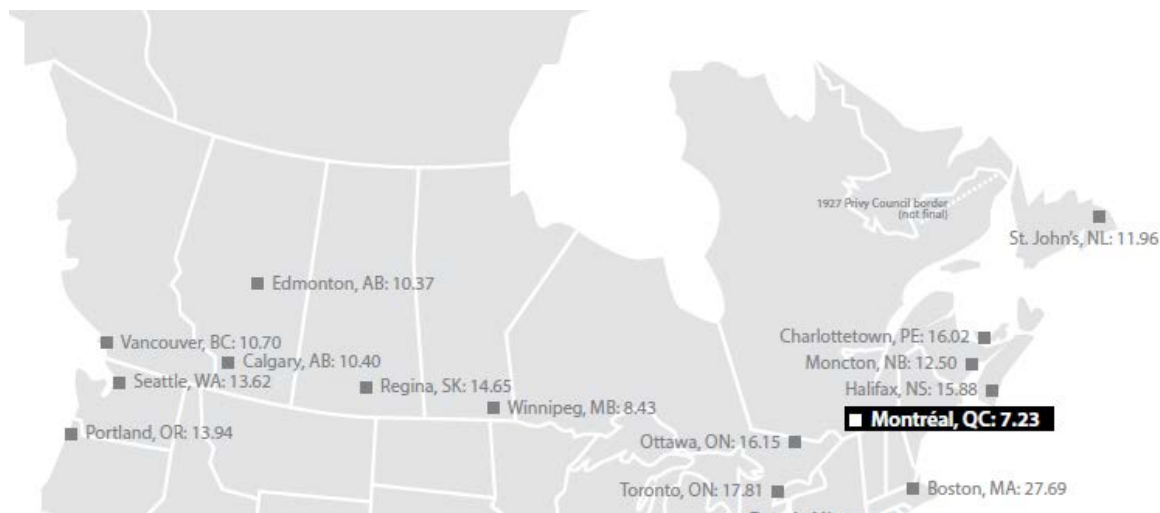 1927 Privy Council border
(not final)
St. John's, NL: 11.96
Edmonton, AB: 10.37
Vancouver, BC: 10.70
Charlottetown, PE: 16.02
Calgary, AB: 10.40
Moncton, NB: 12.50
Seattle, WA: 13.62
Regina, SK: 14.65
Halifax, NS: 15.88
Winnipeg, MB: 8.43
Montréal, QC: 7.23
Portland, OR: 13.94
Ottawa, ON: 16.15
Toronto, ON: 17.81
Boston, MA: 27.69